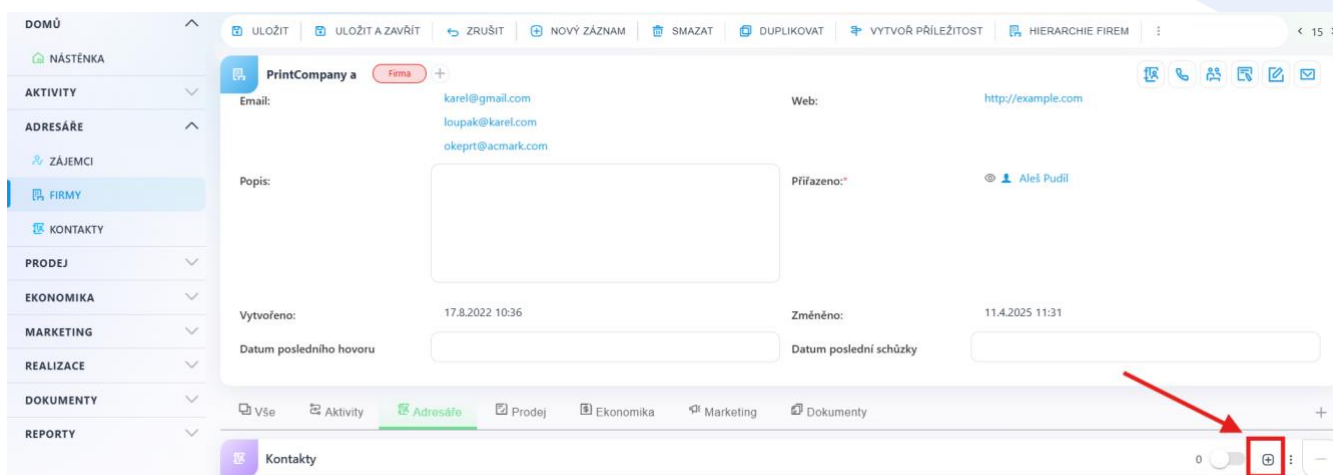 DOMŮ
NÁSTĚNKA
AKTIVITY
ADRESÁŘE
ZÁJEMCI
FIRMY
KONTAKTY
PRODEJ
EKONOMIKA
MARKETING
REALIZACE
DOKUMENTY
REPORTY
ULOŽIT ULOŽIT A ZAVŘÍT ZRUŠIT NOVÝ ZÁZNAM SMAZAT DUPLIKOVAT VYTVOŘ PŘÍLEŽITOST HIERARCHIE FIREM 15
PrintCompany a Firma
Email: karel@gmail.com Web: http://example.com
loupak@karel.com
okeprt@acmark.com
Popis: Přiřazeno:* Aleš Pudil
Vytvořeno: 17.8.2022 10:36 Změněno: 11.4.2025 11:31
Datum posledního hovoru Datum poslední schůzky
Vše Aktivity Adresáře Prodej Ekonomika Marketing Dokumenty
Kontakty 0